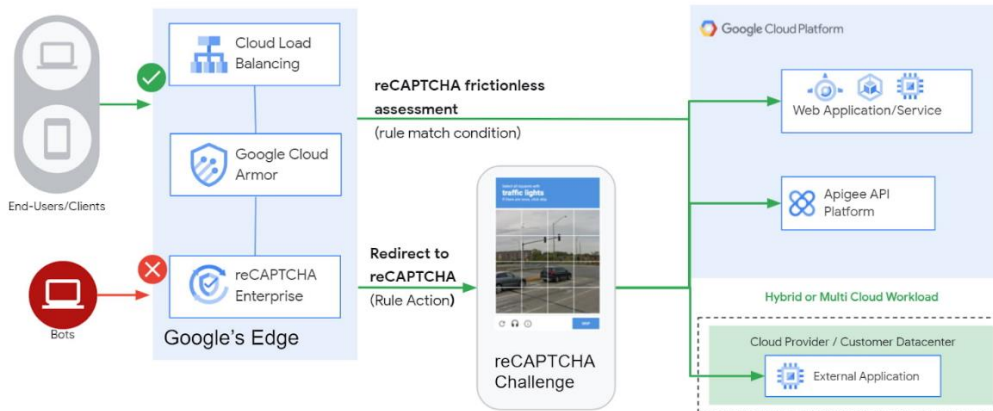 Cloud Load
Balancing
Google Cloud
Armor
reCAPTCHA
Enterprise
Google's Edge
End-Users/Clients
Bots
reCAPTCHA frictionless
assessment
(rule match condition)
Redirect to
reCAPTCHA
(Rule Action)
traffic lights
reCAPTCHA
Challenge
Google Cloud Platform
Web Application/Service
Apigee API
Platform
Hybrid or Multi Cloud Workload
Cloud Provider / Customer Datacenter
External Application